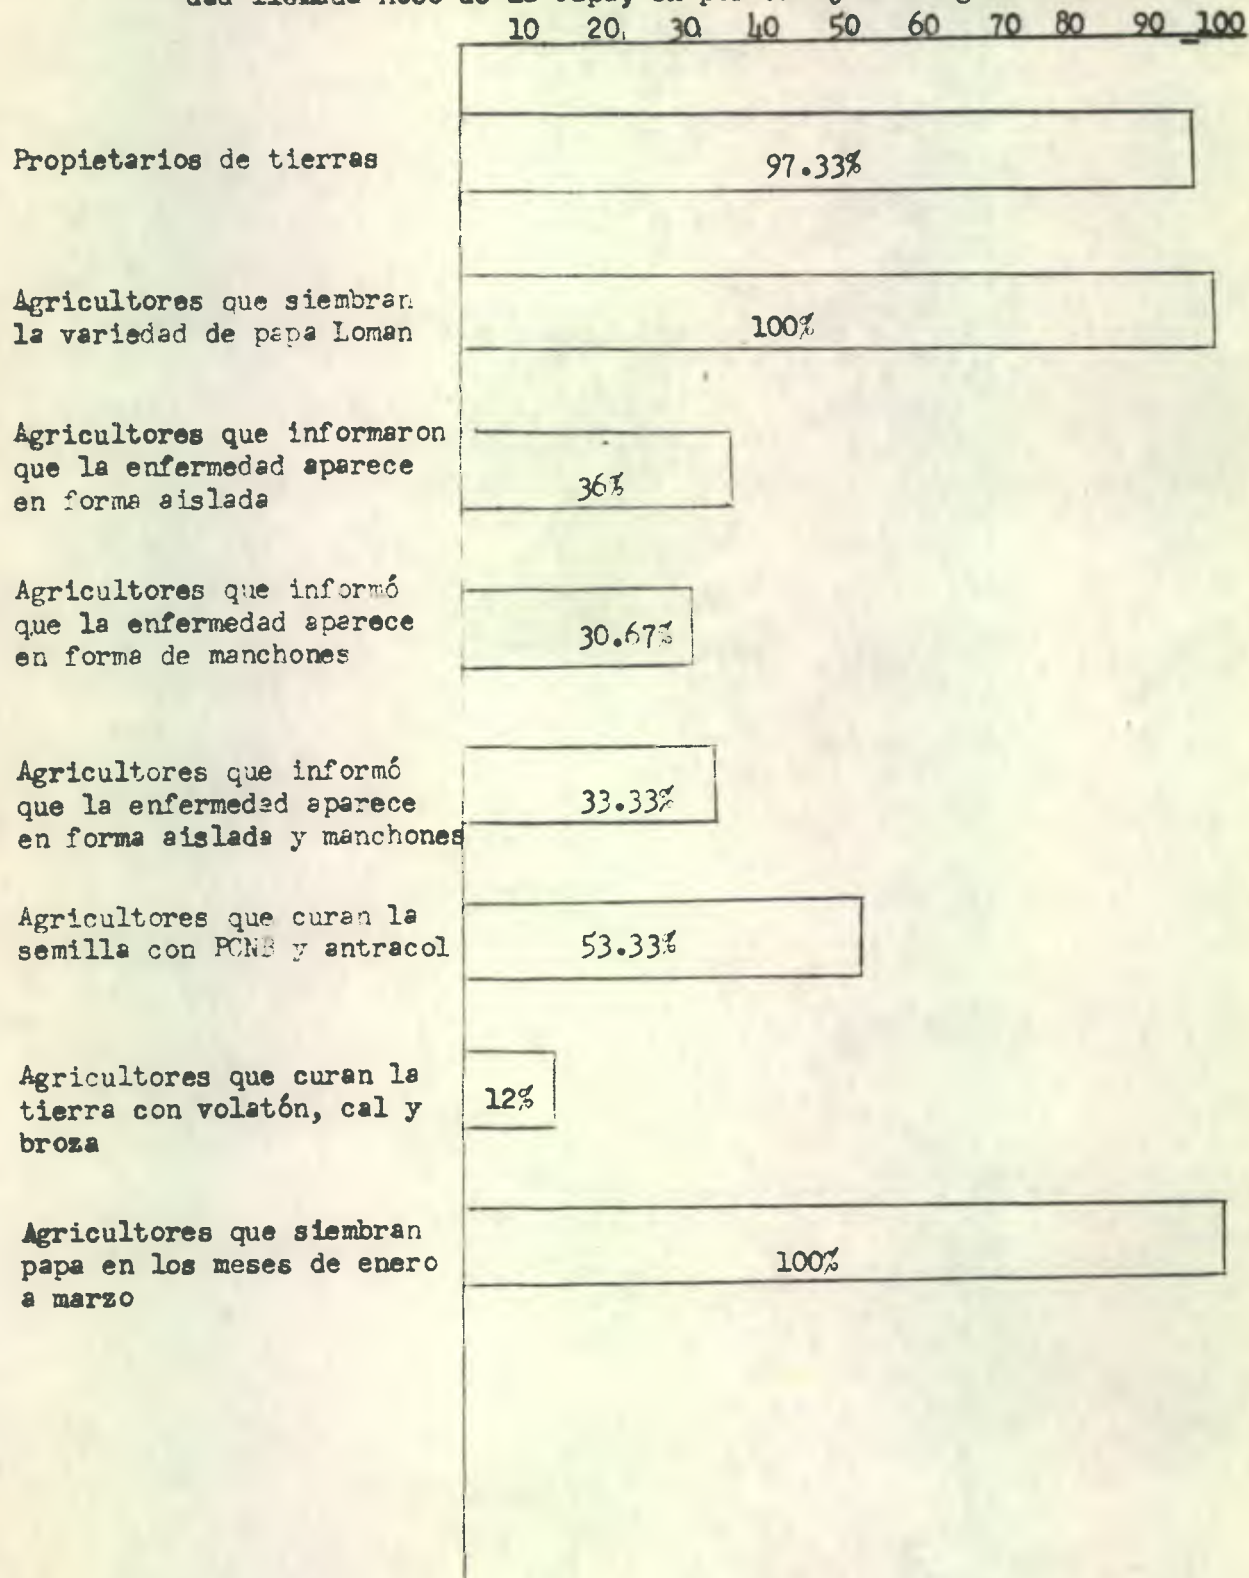 10 20 30 40 50 60 70 80 90 100
Propietarios de tierras
97.33%
Agricultores que siembran
la variedad de papa Loman
100%
Agricultores que informaron
que la enfermedad aparece
en forma aislada
36%
Agricultores que informó
que la enfermedad aparece
en forma de manchones
30.67%
Agricultores que informó
que la enfermedad aparece
en forma aislada y manchones
33.33%
Agricultores que curan la
semilla con PCNB y antracol
53.33%
Agricultores que curan la
tierra con volatón, cal y
broza
12%
Agricultores que siembran
papa en los meses de enero
a marzo
100%